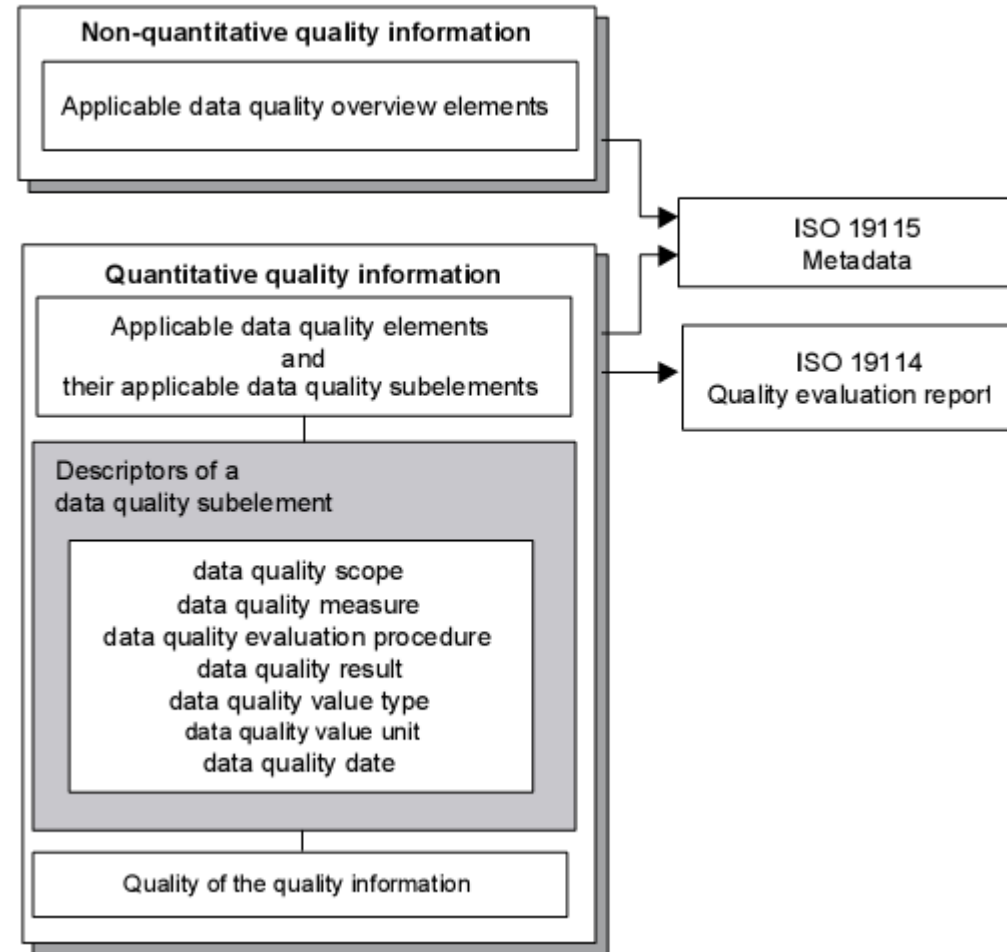 Non-quantitative quality information
Applicable data quality overview elements
ISO 19115
Metadata
Quantitative quality information
Applicable data quality elements
and
their applicable data quality subelements
ISO 19114
Quality evaluation report
Descriptors of a
data quality subelement
data quality scope
data quality measure
data quality evaluation procedure
data quality result
data quality value type
data quality value unit
data quality date
Quality of the quality information